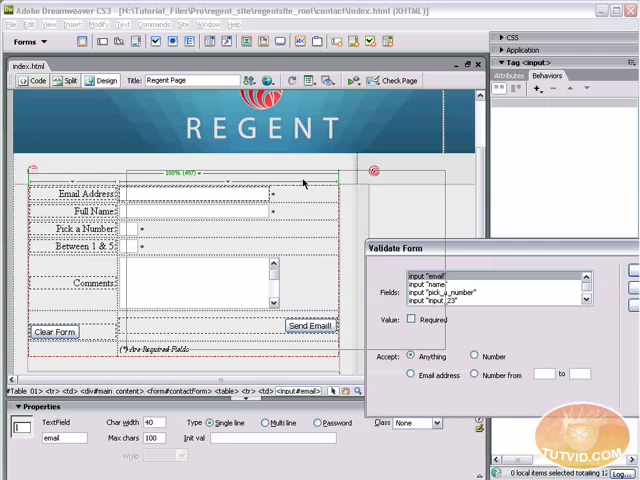 Adobe Dreamweaver CS3 - [N:\Tutorial_Files\Pro\regent_site\regentsite_root\contact\index.html (XHTML)]
File Edit View Insert Modify Text Commands Site Window Help
Forms
index.html
Code Split Design Title: Regent Page Check Page
REGENT
100% (497)
Email Address: *
Full Name: *
Pick a Number: *
Between 1 & 5: *
Comments:
Clear Form Send Email!
(*) Are Required Fields
<tr> <td> <div#main content> <form#contactForm> <table> <tr> <td> <input#email>
Properties
TextField Char width 40 Type Single line Multi line Password Class None
email Max chars 100 Init val
Wrap
CSS
Application
Tag <input>
Attributes Behaviors
Validate Form
Fields: input "email"
input "name"
input "pick_a_number"
Value: Required
Accept: Anything Number
Email address Number from to
TUTVID.COM
0 local items selected totalling 12
Log...